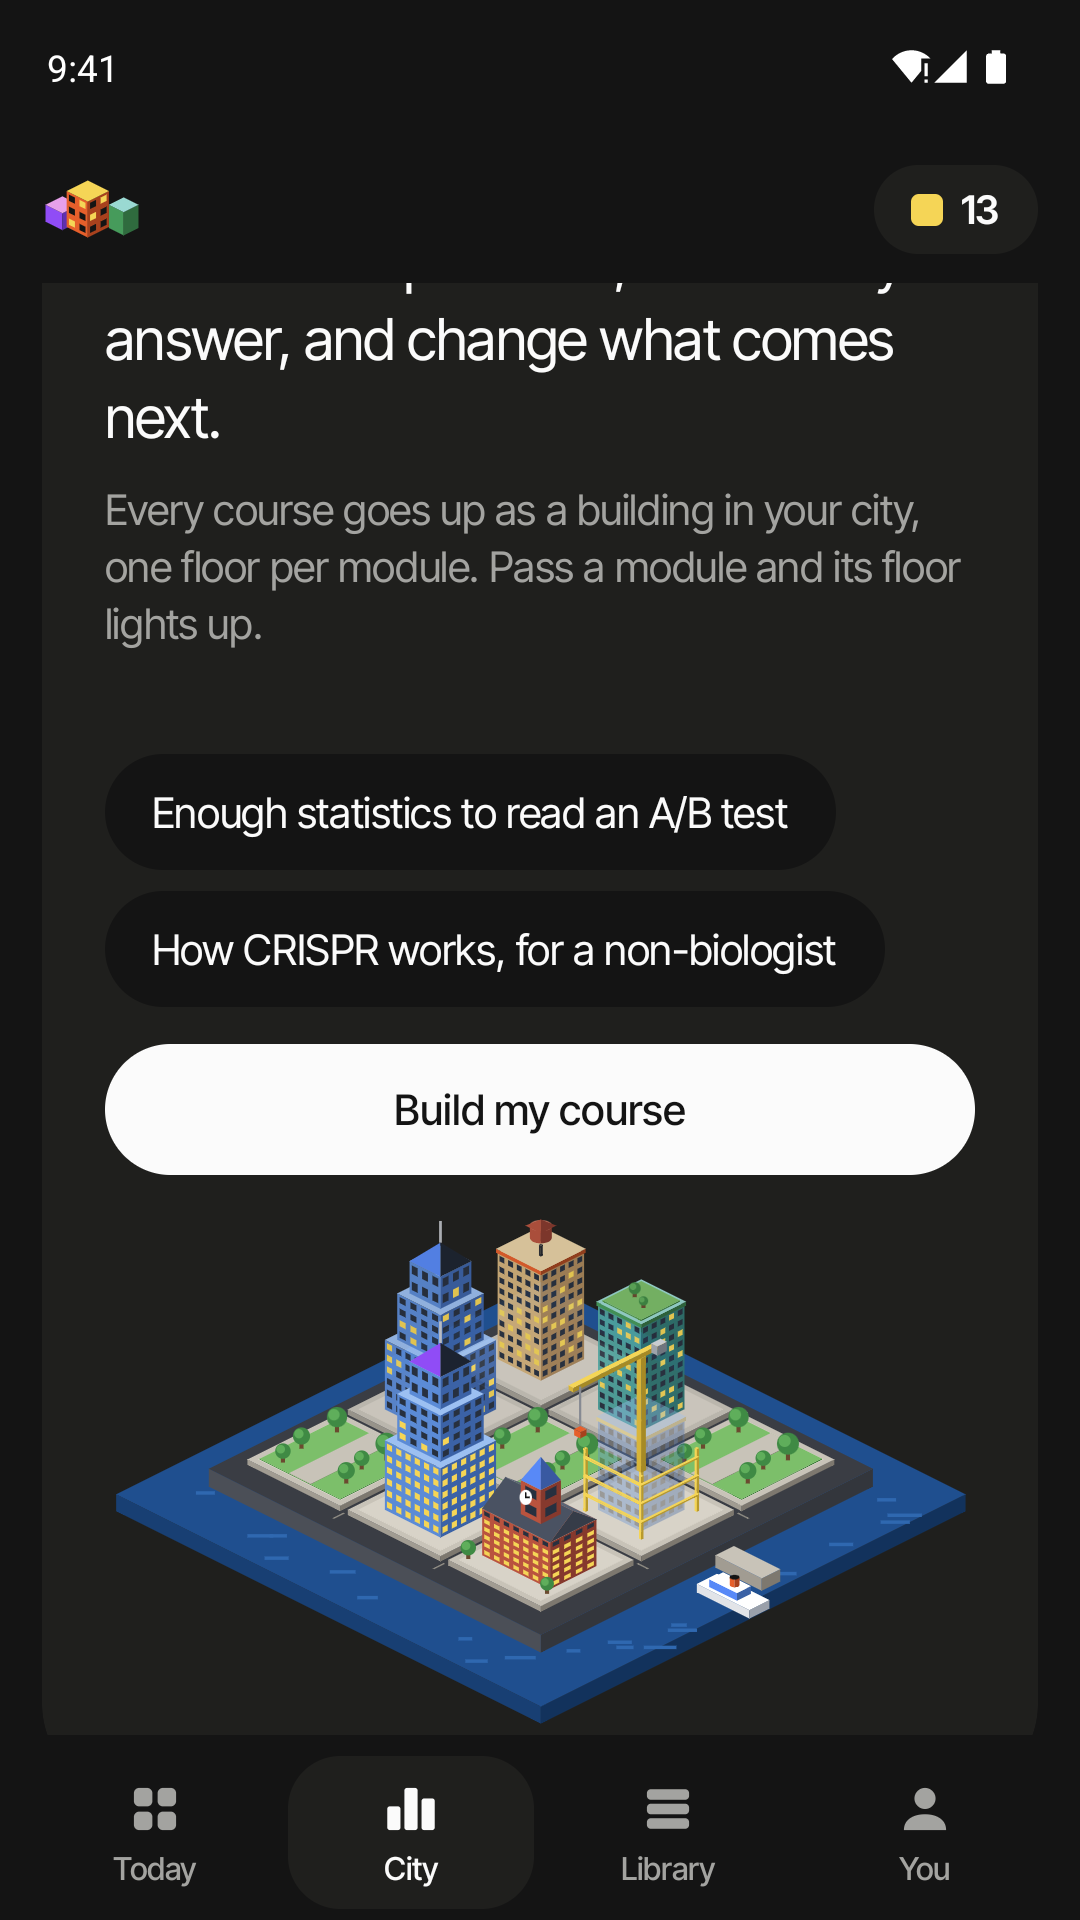 9:41
13
answer, and change what comes
next.
Every course goes up as a building in your city,
one floor per module. Pass a module and its floor
lights up.
Enough statistics to read an A/B test
How CRISPR works, for a non-biologist
Build my course
Today
City
Library
You